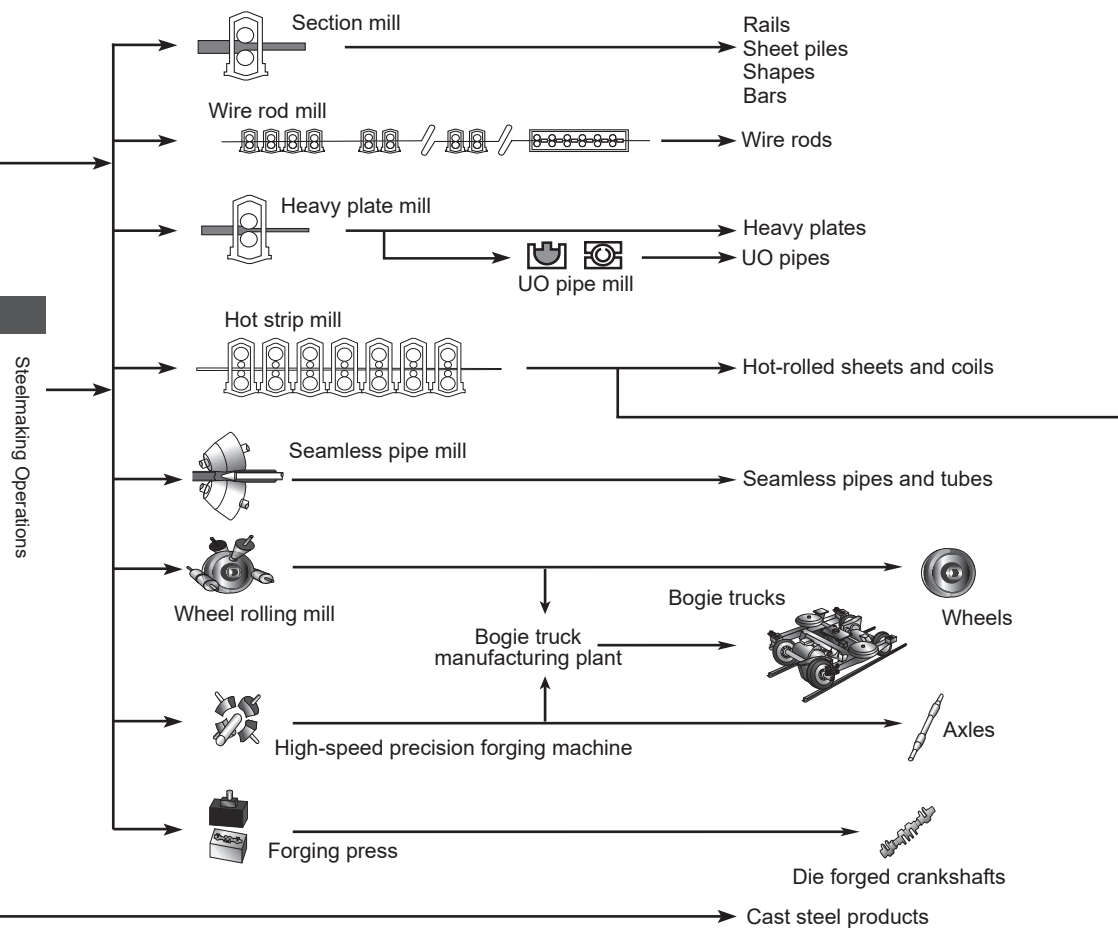 Section mill
Rails
Sheet piles
Shapes
Bars
Wire rod mill
Wire rods
Heavy plate mill
Heavy plates
UO pipes
UO pipe mill
Hot strip mill
Hot-rolled sheets and coils
Steelmaking Operations
Seamless pipe mill
Seamless pipes and tubes
Wheel rolling mill
Bogie trucks
Wheels
Bogie truck
manufacturing plant
High-speed precision forging machine
Axles
Forging press
Die forged crankshafts
Cast steel products